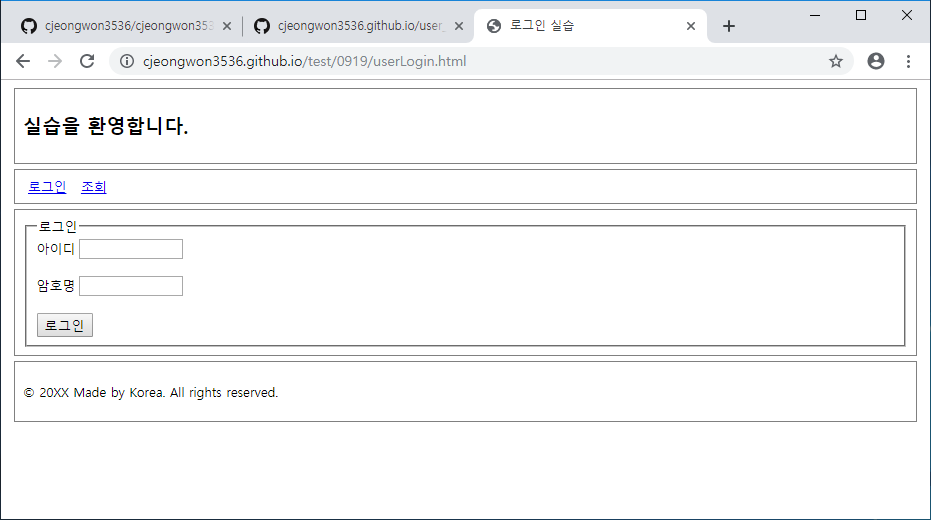 cjeongwon3536/cjeongwon353
cjeongwon3536.github.io/user_
로그인 실습
cjeongwon3536.github.io/test/0919/userLogin.html
실습을 환영합니다.
로그인 조회
로그인
아이디
암호명
로그인
© 20XX Made by Korea. All rights reserved.